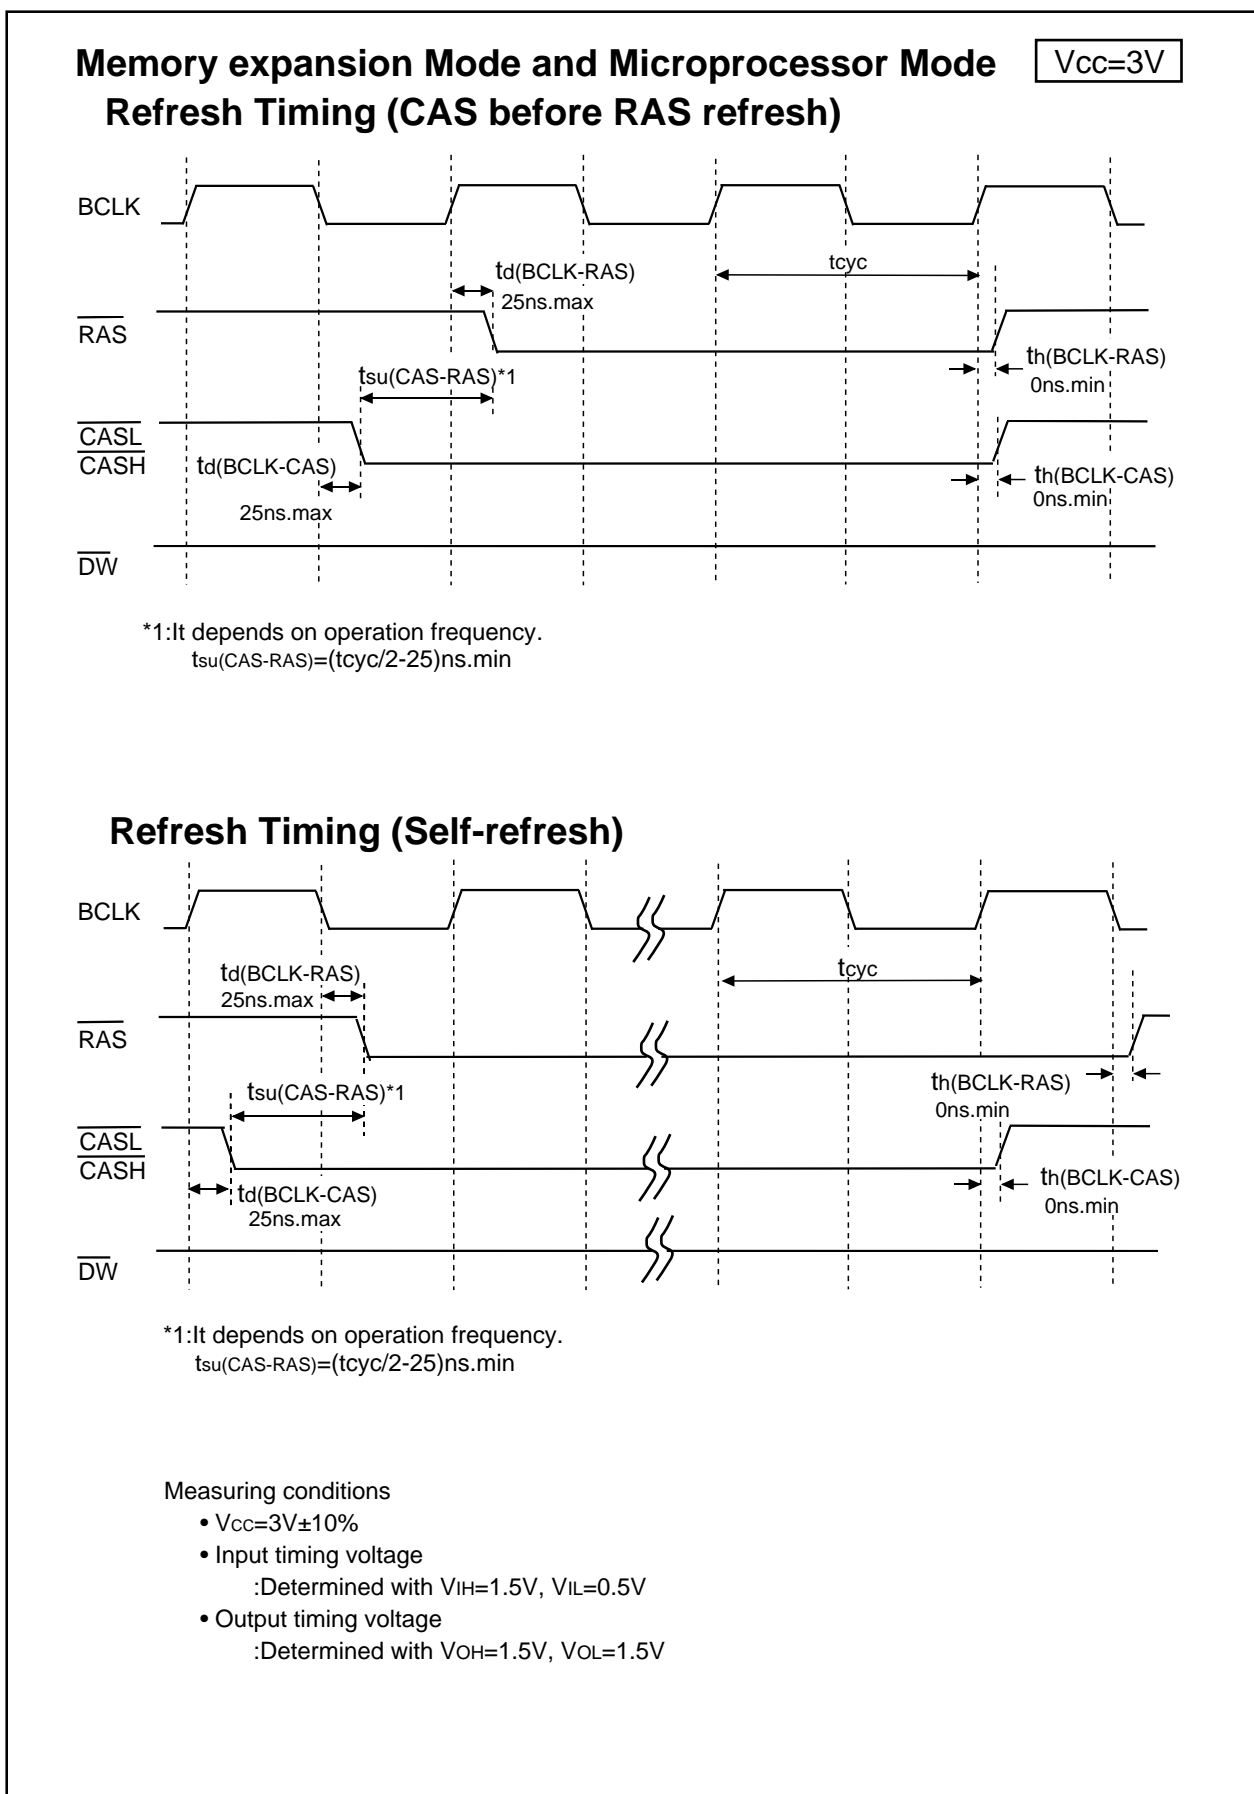 Memory expansion Mode and Microprocessor Mode
Vcc=3V
Refresh Timing (CAS before RAS refresh)
BCLK
td(BCLK-RAS)
25ns.max
tcyc
RAS
th(BCLK-RAS)
0ns.min
tsu(CAS-RAS)*1
CASL
CASH
td(BCLK-CAS)
25ns.max
th(BCLK-CAS)
0ns.min
DW
*1:It depends on operation frequency.
tsu(CAS-RAS)=(tcyc/2-25)ns.min
Refresh Timing (Self-refresh)
BCLK
td(BCLK-RAS)
25ns.max
tcyc
RAS
tsu(CAS-RAS)*1
th(BCLK-RAS)
0ns.min
CASL
CASH
td(BCLK-CAS)
25ns.max
th(BCLK-CAS)
0ns.min
DW
*1:It depends on operation frequency.
tsu(CAS-RAS)=(tcyc/2-25)ns.min
Measuring conditions
• VCC=3V±10%
• Input timing voltage
:Determined with VIH=1.5V, VIL=0.5V
• Output timing voltage
:Determined with VOH=1.5V, VOL=1.5V